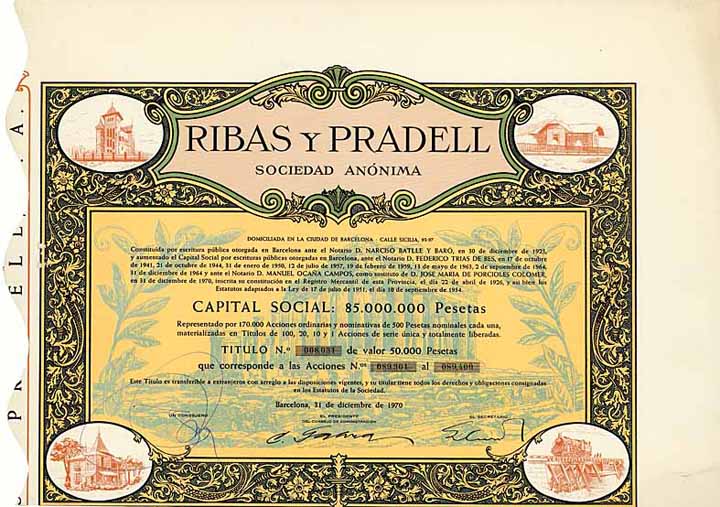 RIBAS Y PRADELL
SOCIEDAD ANÓNIMA
DOMICILIADA EN LA CIUDAD DE BARCELONA - CALLE SICILIA, 93-97
Constituída por escritura pública otorgada en Barcelona ante el Notario D. NARCISO BATLLE Y BARÓ, en 30 de diciembre de 1925,
y aumentado el Capital Social por escrituras públicas otorgadas en Barcelona, ante el Notario D. FEDERICO TRIAS DE BES, en 17 de octubre
de 1941, 21 de octubre de 1944, 31 de enero de 1950, 12 de julio de 1957, 19 de febrero de 1959, 11 de mayo de 1963, 2 de septiembre de 1964,
31 de diciembre de 1964 y ante el Notario D. MANUEL OCAÑA CAMPOS, como sustituto de D. JOSE MARIA DE PORCIOLES COLOMER,
en 31 de diciembre de 1970, inscrita su constitución en el Registro Mercantil de esta Provincia, el día 22 de abril de 1926, y así bien los
Estatutos adaptados a la Ley de 17 de julio de 1951, el día 10 de septiembre de 1954.
CAPITAL SOCIAL: 85.000.000 Pesetas
Representado por 170.000 Acciones ordinarias y nominativas de 500 Pesetas nominales cada una,
materializadas en Títulos de 100, 20, 10 y 1 Acciones de serie única y totalmente liberadas.
TITULO N.º 008,031 de valor 50.000 Pesetas
que corresponde a las Acciones N.os 089,301 al 089,400
Este Título es transferible a extranjeros con arreglo a las disposiciones vigentes, y su titular tiene todos los derechos y obligaciones consignadas
en los Estatutos de la Sociedad.
Barcelona, 31 de diciembre de 1970
UN CONSEJERO
EL PRESIDENTE
DEL CONSEJO DE ADMINISTRACIÓN
EL SECRETARIO